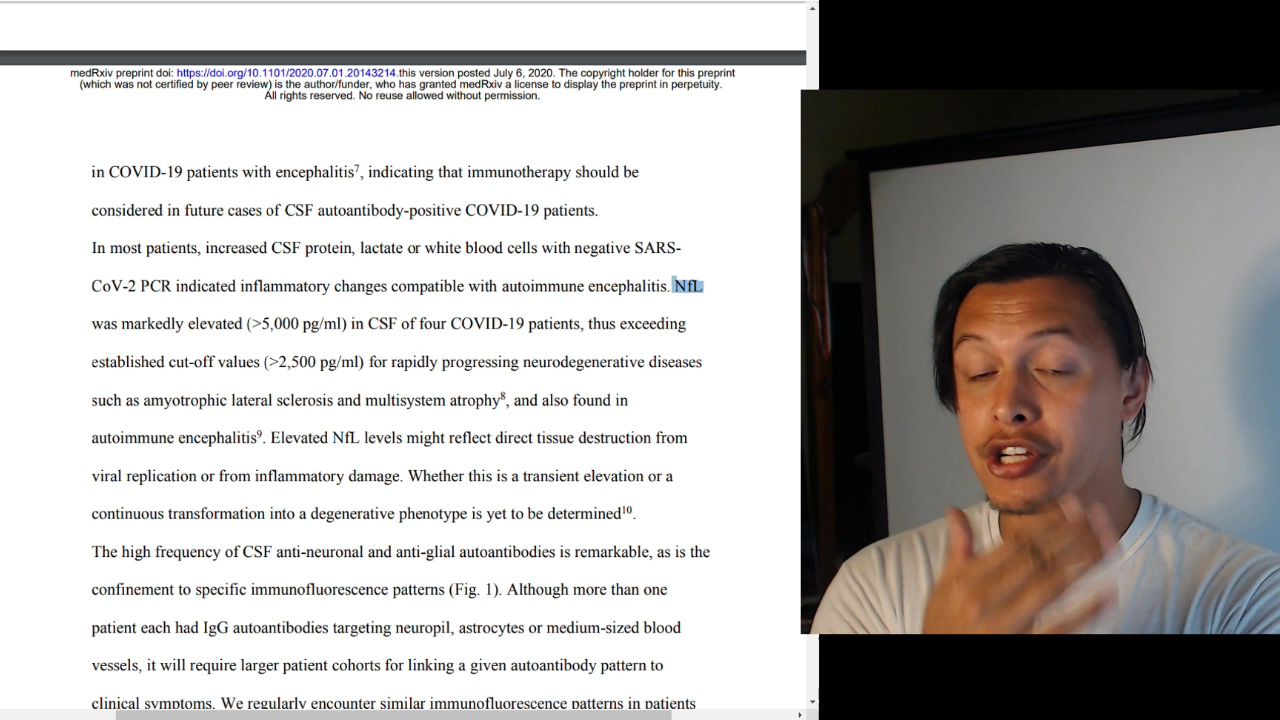 medRxiv preprint doi: https://doi.org/10.1101/2020.07.01.20143214.this version posted July 6, 2020. The copyright holder for this preprint
(which was not certified by peer review) is the author/funder, who has granted medRxiv a license to display the preprint in perpetuity.
All rights reserved. No reuse allowed without permission.
in COVID-19 patients with encephalitis⁷, indicating that immunotherapy should be
considered in future cases of CSF autoantibody-positive COVID-19 patients.
In most patients, increased CSF protein, lactate or white blood cells with negative SARS-
CoV-2 PCR indicated inflammatory changes compatible with autoimmune encephalitis. NfL
was markedly elevated (>5,000 pg/ml) in CSF of four COVID-19 patients, thus exceeding
established cut-off values (>2,500 pg/ml) for rapidly progressing neurodegenerative diseases
such as amyotrophic lateral sclerosis and multisystem atrophy⁸, and also found in
autoimmune encephalitis⁹. Elevated NfL levels might reflect direct tissue destruction from
viral replication or from inflammatory damage. Whether this is a transient elevation or a
continuous transformation into a degenerative phenotype is yet to be determined¹⁰.
The high frequency of CSF anti-neuronal and anti-glial autoantibodies is remarkable, as is the
confinement to specific immunofluorescence patterns (Fig. 1). Although more than one
patient each had IgG autoantibodies targeting neuropil, astrocytes or medium-sized blood
vessels, it will require larger patient cohorts for linking a given autoantibody pattern to
clinical symptoms. We regularly encounter similar immunofluorescence patterns in patients